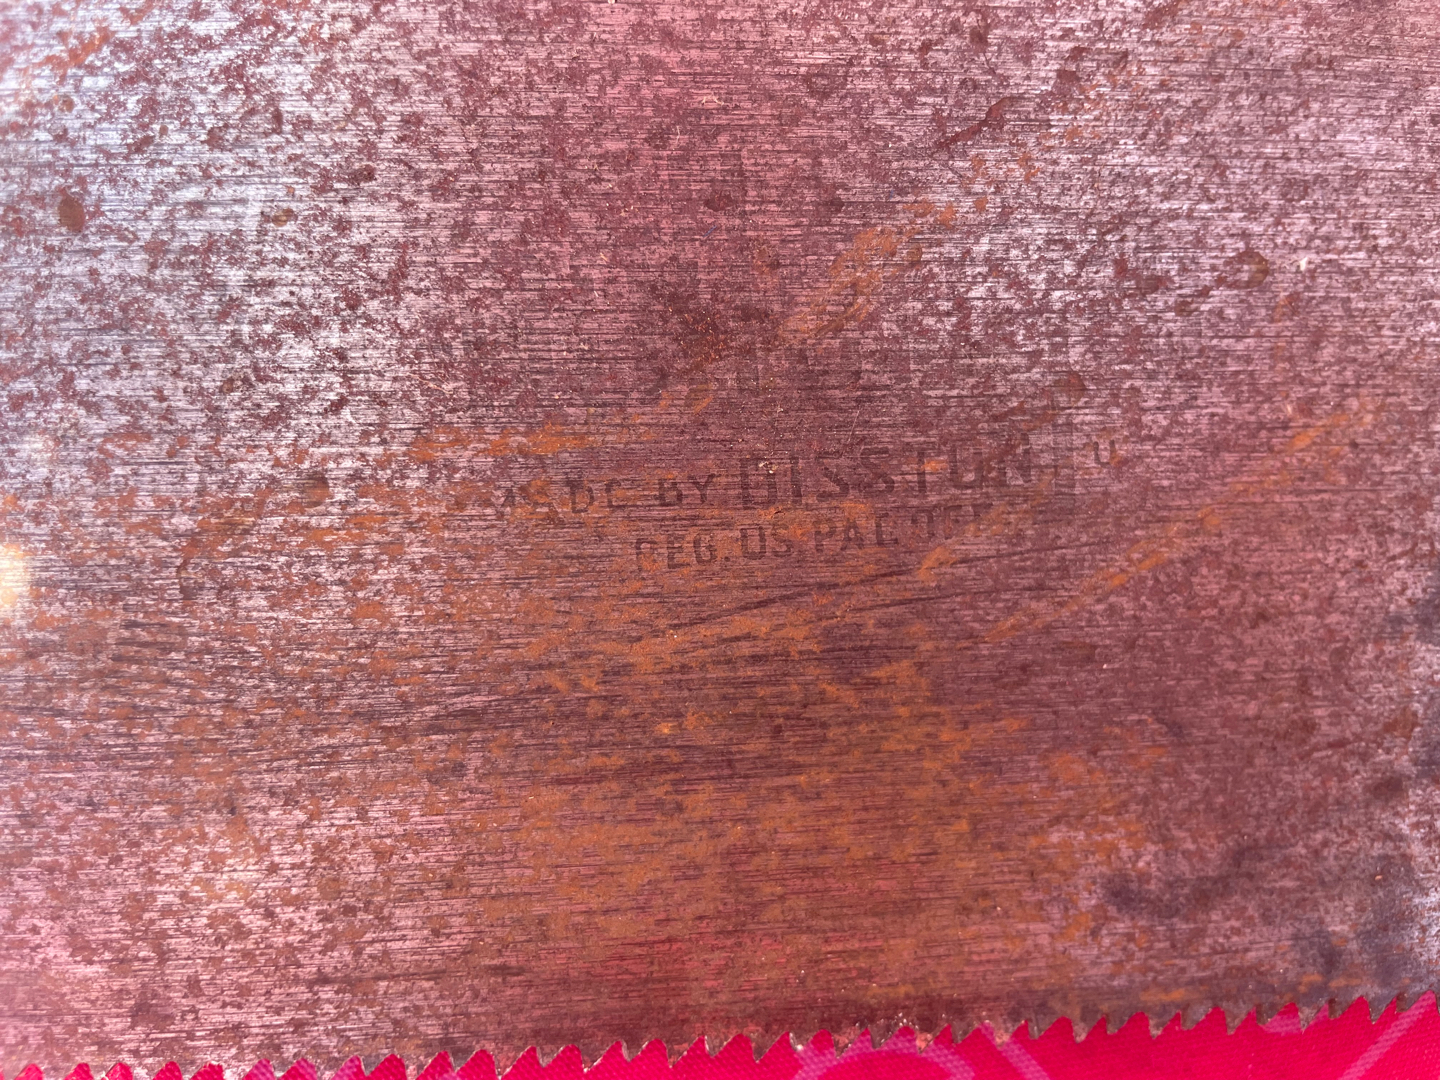 MADE BY DISSTON U
REG. US PAT. OFF.